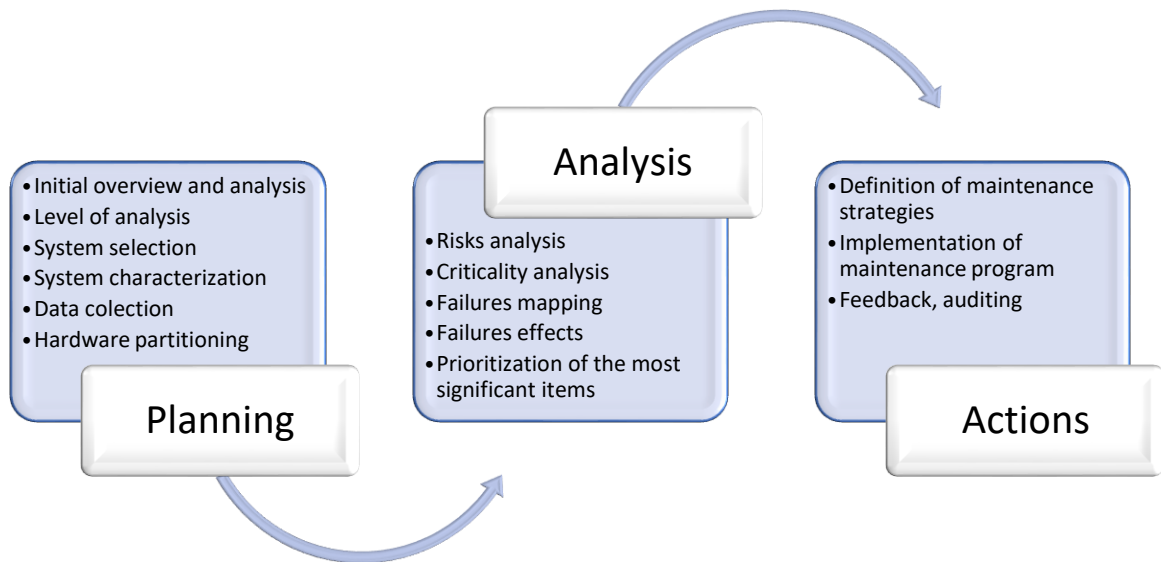 •Initial overview and analysis
•Level of analysis
•System selection
•System characterization
•Data colection
•Hardware partitioning
Planning
Analysis
•Risks analysis
•Criticality analysis
•Failures mapping
•Failures effects
•Prioritization of the most
significant items
•Definition of maintenance
strategies
•Implementation of
maintenance program
•Feedback, auditing
Actions